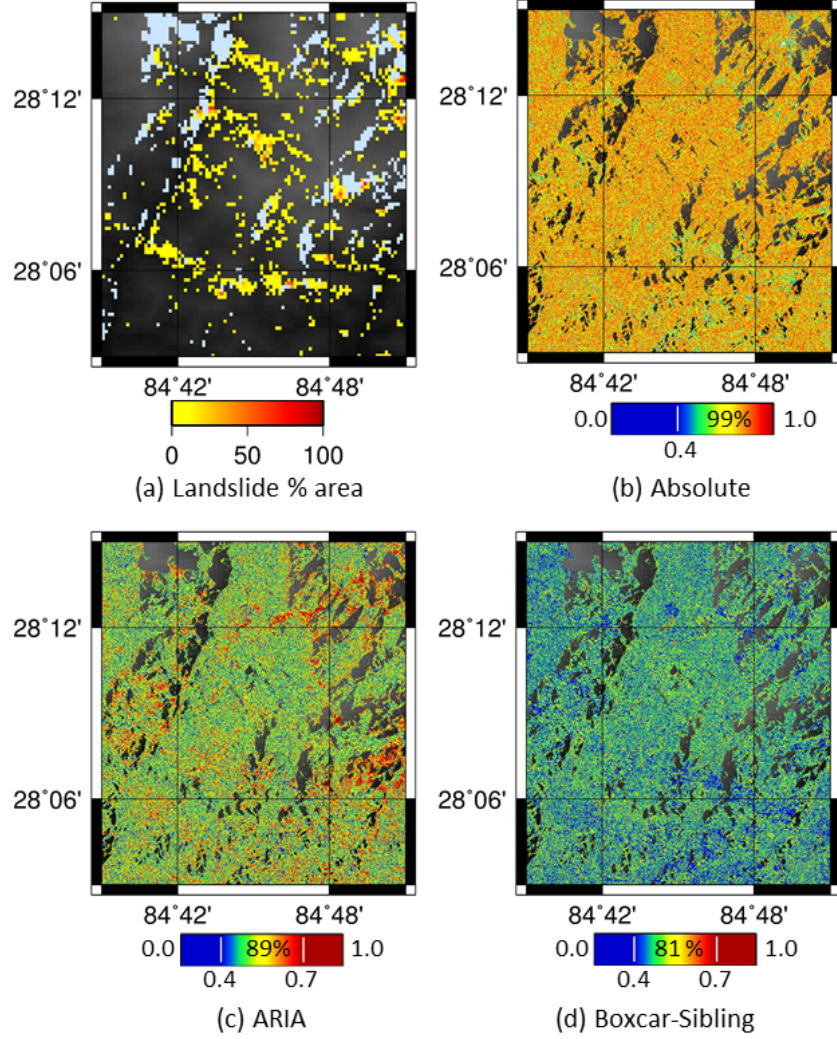 28˚12'
28˚06'
84˚42' 84˚48'
0 50 100
(a) Landslide % area
28˚12'
28˚06'
84˚42' 84˚48'
0.0 99% 1.0
0.4
(b) Absolute
28˚12'
28˚06'
84˚42' 84˚48'
0.0 89% 1.0
0.4 0.7
(c) ARIA
28˚12'
28˚06'
84˚42' 84˚48'
0.0 81% 1.0
0.4 0.7
(d) Boxcar-Sibling